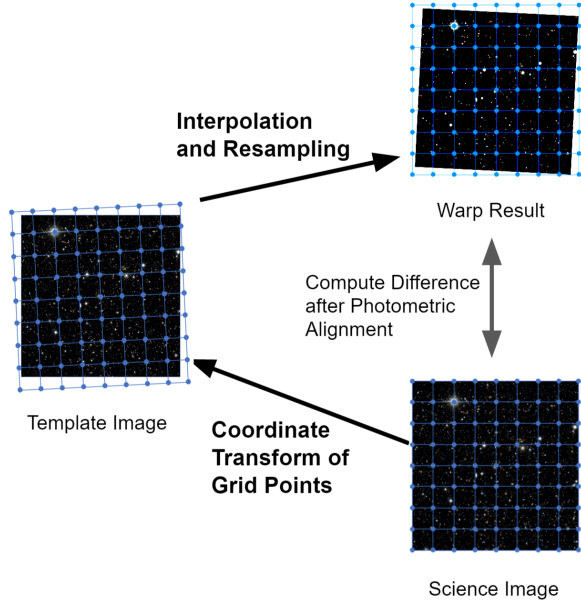 Interpolation
and Resampling
Warp Result
Compute Difference
after Photometric
Alignment
Template Image
Coordinate
Transform of
Grid Points
Science Image